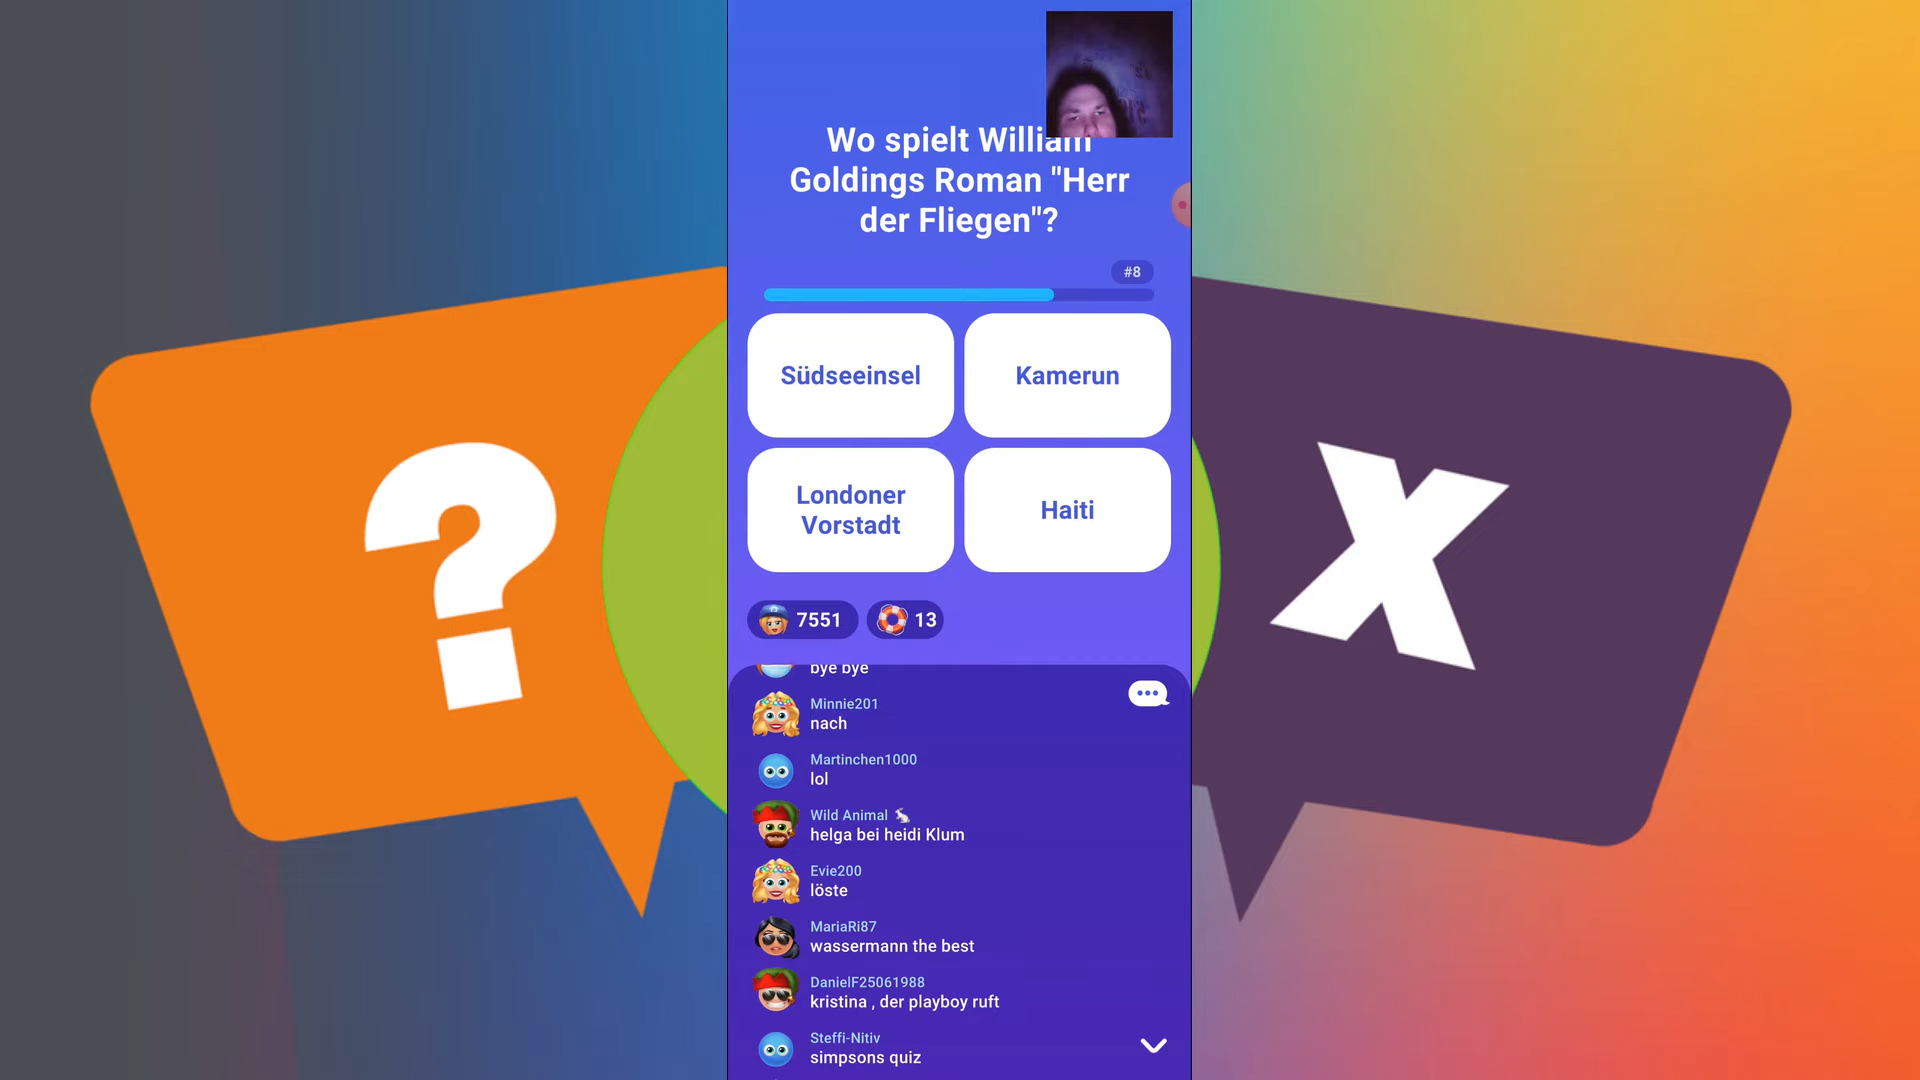 Wo spielt William
Goldings Roman "Herr
der Fliegen"?
#8
Südseeinsel
Kamerun
Londoner
Vorstadt
Haiti
7551
13
bye bye
Minnie201
nach
Martinchen1000
lol
Wild Animal 🐇
helga bei heidi Klum
Evie200
löste
MariaRi87
wassermann the best
DanielF25061988
kristina , der playboy ruft
Steffi-Nitiv
simpsons quiz
?
X